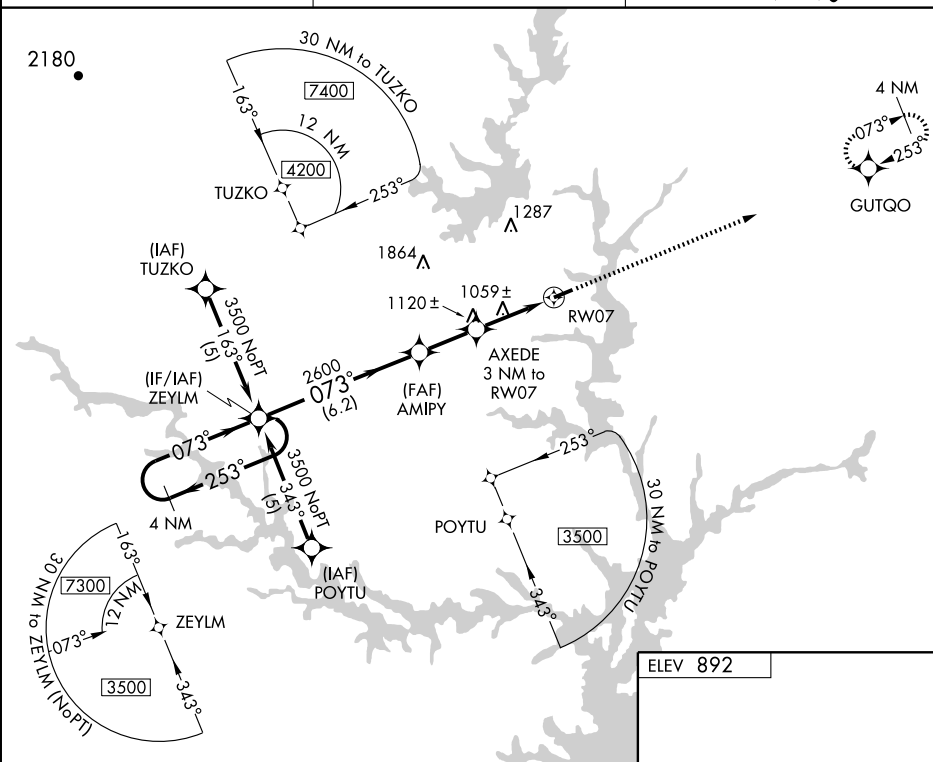 2180
30 NM to TUZKO
7400
163°
12 NM
4200
253°
TUZKO
4 NM
073°
253°
GUTQO
1287
1864
1120 ±
1059 ±
RW07
(IAF)
TUZKO
3500 NoPT
163°
(5)
(IF/IAF)
ZEYLM
2600
073°
(6.2)
(FAF)
AMIPY
AXEDE
3 NM to
RW07
073°
253°
4 NM
3500 NoPT
343°
(5)
(IAF)
POYTU
253°
POYTU
3500
30 NM to POYTU
343°
163°
7300
12 NM
073°
ZEYLM
3500
343°
30 NM to ZEYLM (NoPT)
ELEV 892